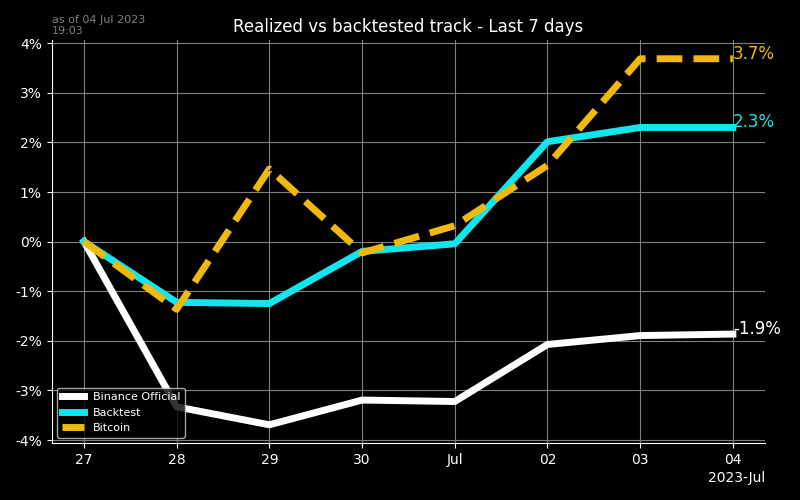 as of 04 Jul 2023
19:03
Realized vs backtested track - Last 7 days
4%
3%
2%
1%
0%
-1%
-2%
-3%
-4%
3.7%
2.3%
-1.9%
Binance Official
Backtest
Bitcoin
27 28 29 30 Jul 02 03 04
2023-Jul